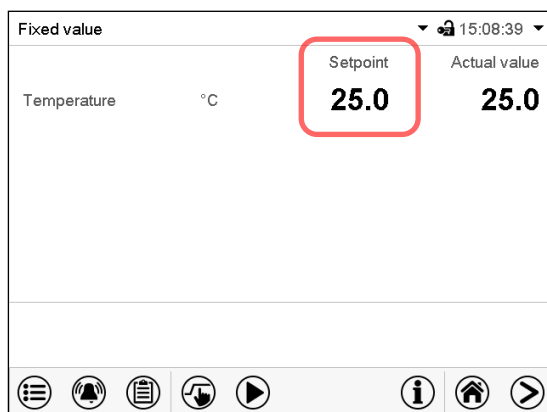 Fixed value 15:08:39
Setpoint Actual value
Temperature °C 25.0 25.0